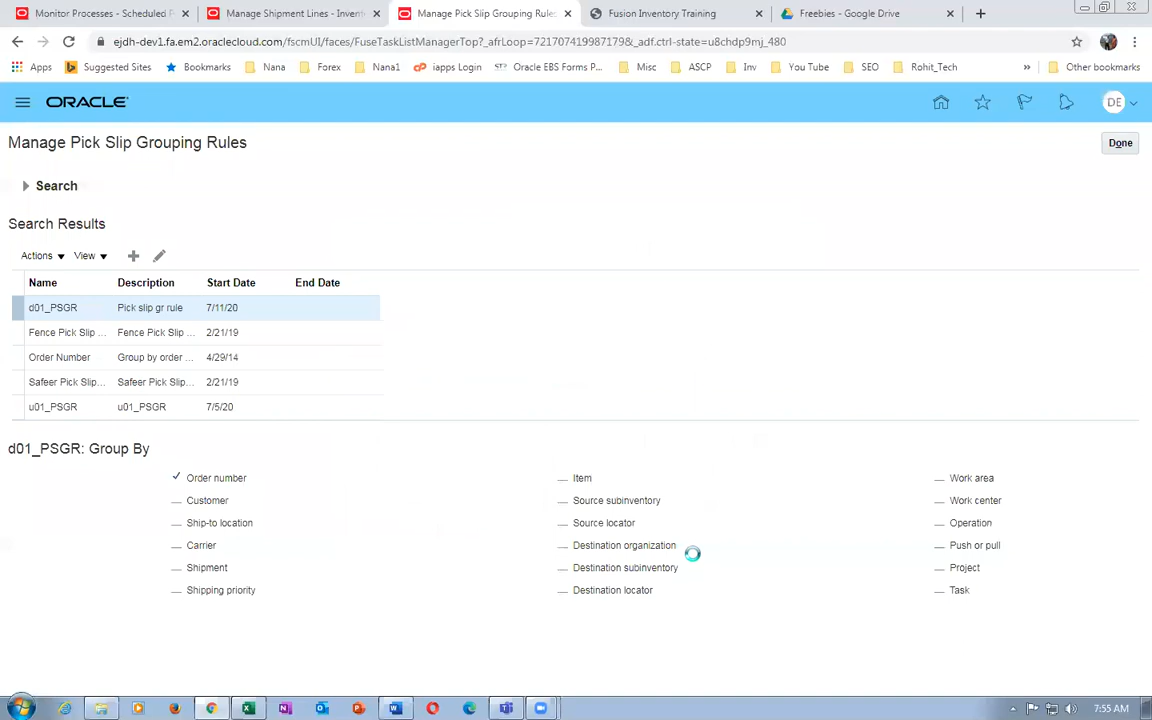 Monitor Processes - Scheduled P
Manage Shipment Lines - Invent
Manage Pick Slip Grouping Rules
Fusion Inventory Training
Freebies - Google Drive
ejdh-dev1.fa.em2.oraclecloud.com/fscmUI/faces/FuseTaskListManagerTop?_afrLoop=7217074199871​79&_adf.ctrl-state=u8chdp9mj_480
Apps Suggested Sites Bookmarks Nana Forex Nana1 iapps Login Oracle EBS Forms P... Misc ASCP Inv You Tube SEO Rohit_Tech » Other bookmarks
ORACLE DE
Manage Pick Slip Grouping Rules Done
Search
Search Results
Actions View
Name Description Start Date End Date
d01_PSGR Pick slip gr rule 7/11/20
Fence Pick Slip ... Fence Pick Slip ... 2/21/19
Order Number Group by order ... 4/29/14
Safeer Pick Slip... Safeer Pick Slip... 2/21/19
u01_PSGR u01_PSGR 7/5/20
d01_PSGR: Group By
Order number Item Work area
Customer Source subinventory Work center
Ship-to location Source locator Operation
Carrier Destination organization Push or pull
Shipment Destination subinventory Project
Shipping priority Destination locator Task
7:55 AM